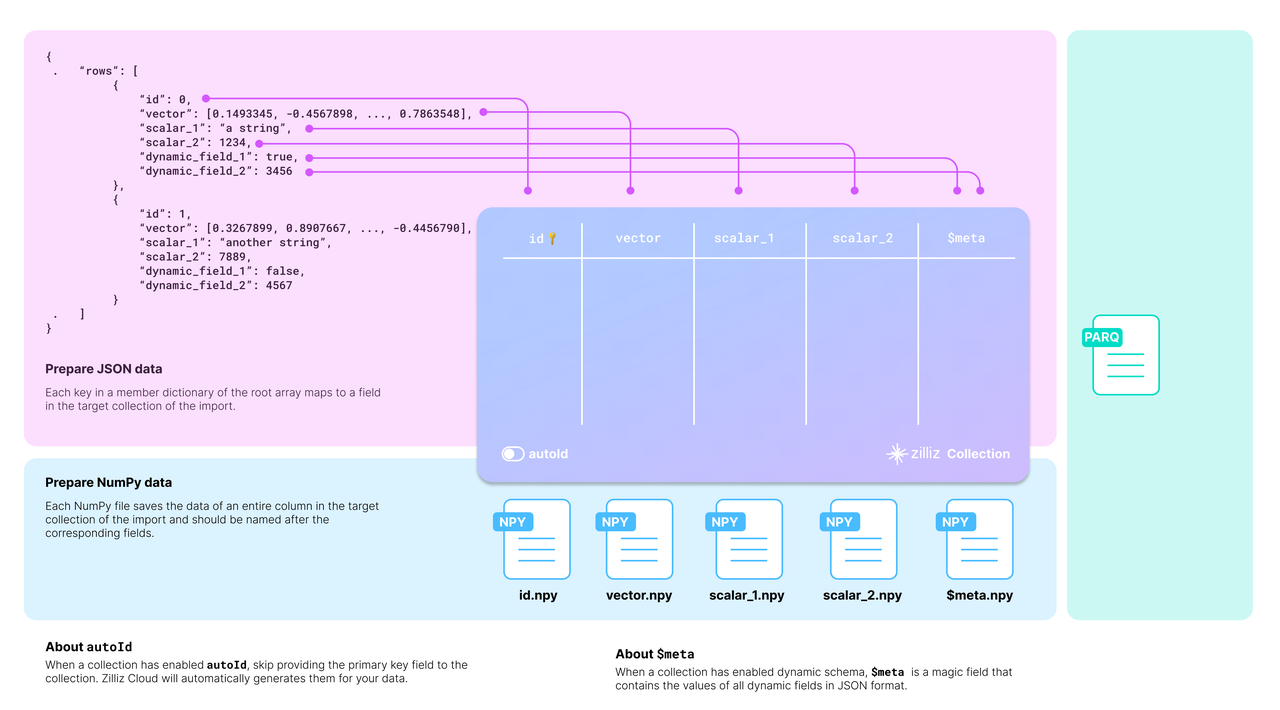 {
.    “rows”: [
{
“id”: 0,
“vector”: [0.1493345, -0.4567898, ..., 0.7863548],
“scalar_1”: “a string”,
“scalar_2”: 1234,
“dynamic_field_1”: true,
“dynamic_field_2”: 3456
},
{
“id”: 1,
“vector”: [0.3267899, 0.8907667, ..., -0.4456790],
“scalar_1”: “another string”,
“scalar_2”: 7889,
“dynamic_field_1”: false,
“dynamic_field_2”: 4567
}
.    ]
}
Prepare JSON data
Each key in a member dictionary of the root array maps to a field
in the target collection of the import.
id vector scalar_1 scalar_2 $meta
autoId
zilliz Collection
PARQ
Prepare NumPy data
Each NumPy file saves the data of an entire column in the target
collection of the import and should be named after the
corresponding fields.
NPY NPY NPY NPY NPY
id.npy vector.npy scalar_1.npy scalar_2.npy $meta.npy
About autoId
When a collection has enabled autoId, skip providing the primary key field to the
collection. Zilliz Cloud will automatically generates them for your data.
About $meta
When a collection has enabled dynamic schema, $meta is a magic field that
contains the values of all dynamic fields in JSON format.